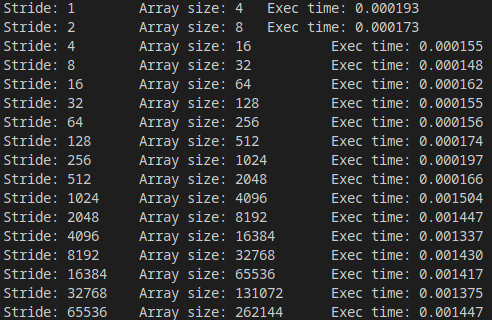 Stride: 1 Array size: 4 Exec time: 0.000193
Stride: 2 Array size: 8 Exec time: 0.000173
Stride: 4 Array size: 16 Exec time: 0.000155
Stride: 8 Array size: 32 Exec time: 0.000148
Stride: 16 Array size: 64 Exec time: 0.000162
Stride: 32 Array size: 128 Exec time: 0.000155
Stride: 64 Array size: 256 Exec time: 0.000156
Stride: 128 Array size: 512 Exec time: 0.000174
Stride: 256 Array size: 1024 Exec time: 0.000197
Stride: 512 Array size: 2048 Exec time: 0.000166
Stride: 1024 Array size: 4096 Exec time: 0.001504
Stride: 2048 Array size: 8192 Exec time: 0.001447
Stride: 4096 Array size: 16384 Exec time: 0.001337
Stride: 8192 Array size: 32768 Exec time: 0.001430
Stride: 16384 Array size: 65536 Exec time: 0.001417
Stride: 32768 Array size: 131072 Exec time: 0.001375
Stride: 65536 Array size: 262144 Exec time: 0.001447